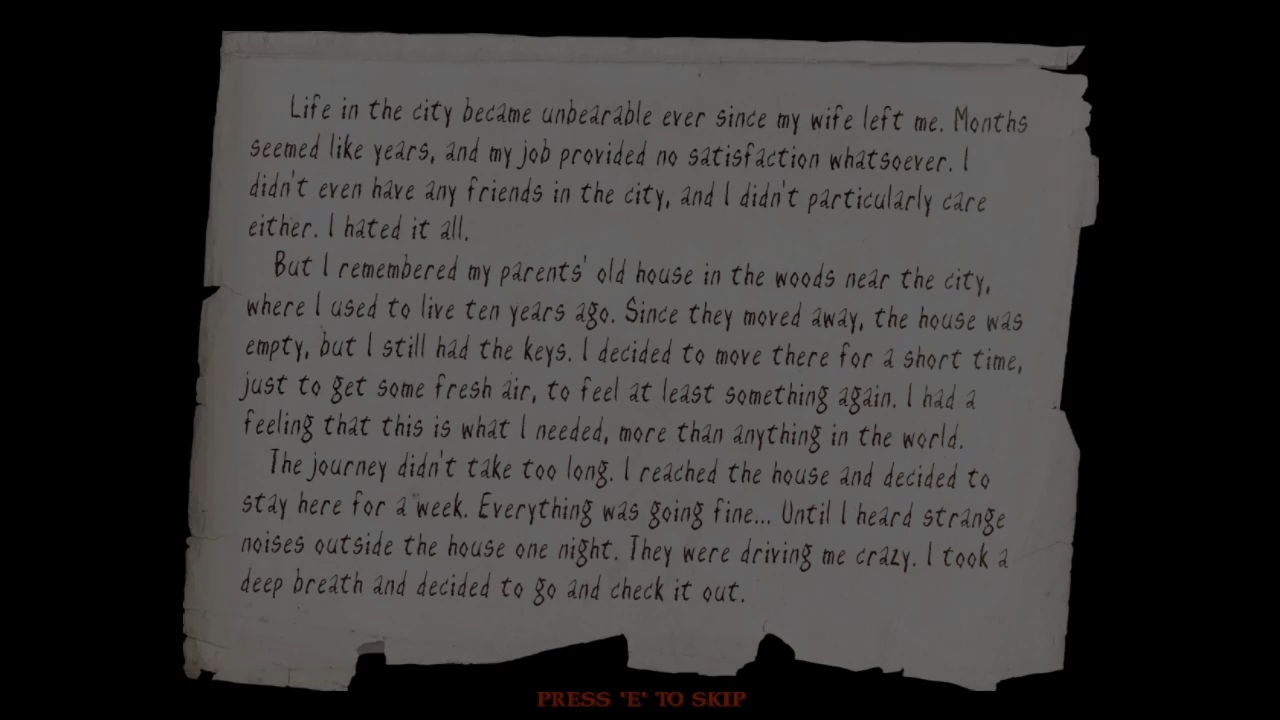 Life in the city became unbearable ever since my wife left me. Months
seemed like years, and my job provided no satisfaction whatsoever. I
didn't even have any friends in the city, and I didn't particularly care
either. I hated it all.
But I remembered my parents' old house in the woods near the city,
where I used to live ten years ago. Since they moved away, the house was
empty, but I still had the keys. I decided to move there for a short time,
just to get some fresh air, to feel at least something again. I had a
feeling that this is what I needed, more than anything in the world.
The journey didn't take too long. I reached the house and decided to
stay here for a week. Everything was going fine... Until I heard strange
noises outside the house one night. They were driving me crazy. I took a
deep breath and decided to go and check it out.
PRESS 'E' TO SKIP